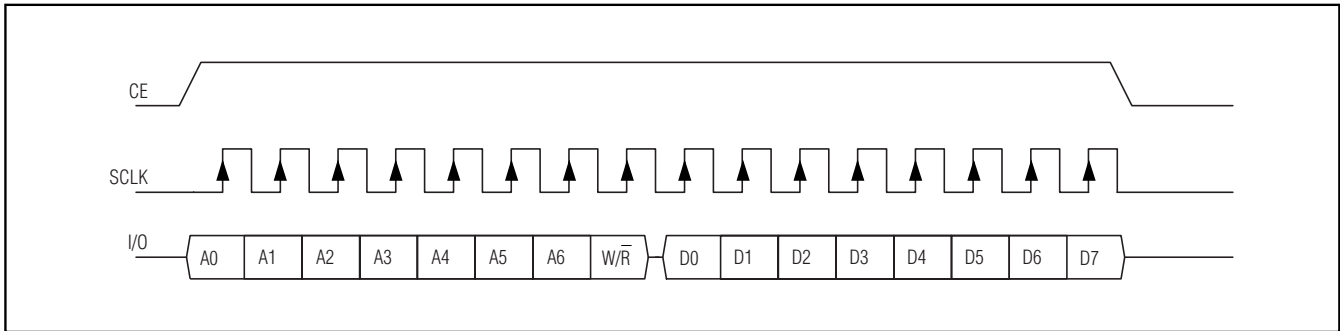 CE
SCLK
I/O A0 A1 A2 A3 A4 A5 A6 W/R̅ D0 D1 D2 D3 D4 D5 D6 D7